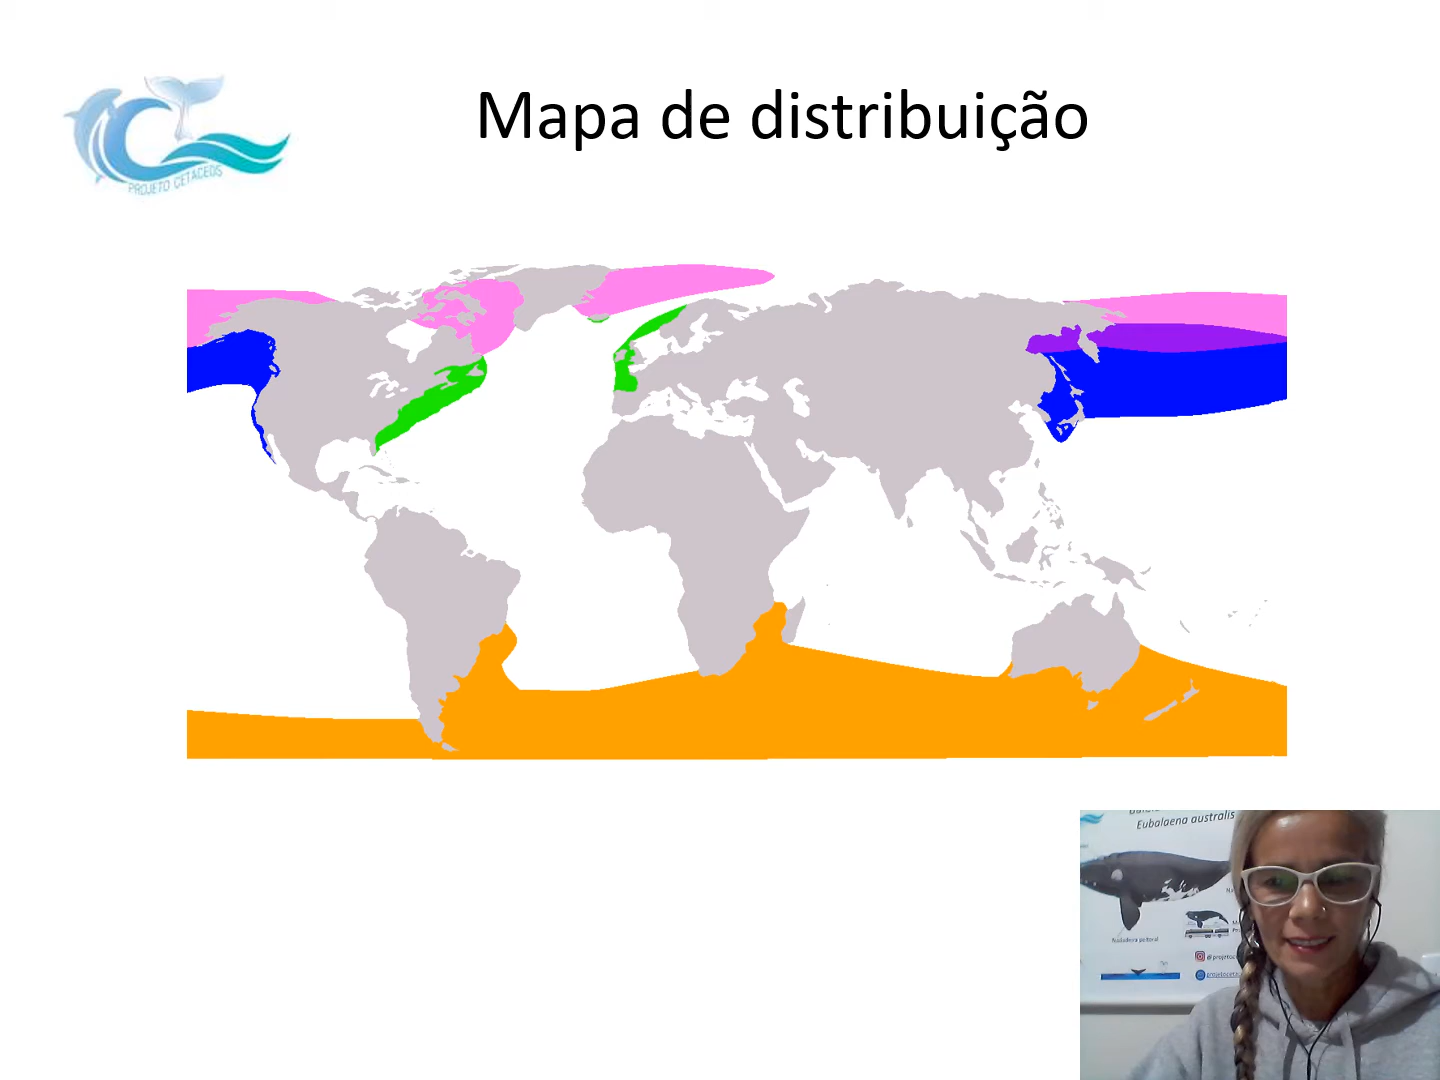 Mapa de distribuição
PROJETO CETÁCEOS
Eubalaena australis
Nadadeira peitoral